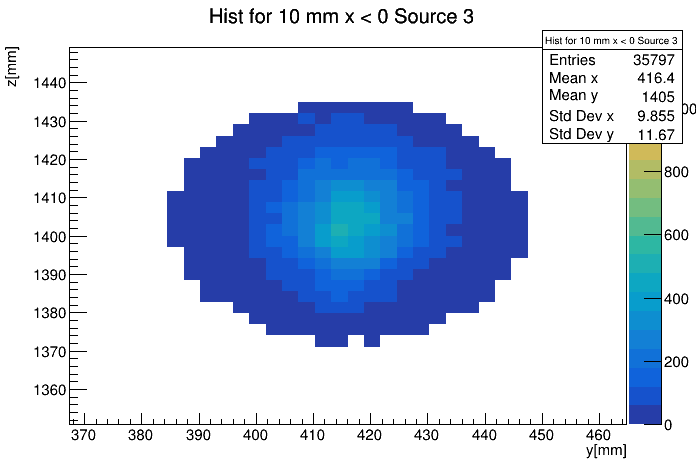 Hist for 10 mm x < 0 Source 3
z[mm]
Hist for 10 mm x < 0 Source 3
Entries 35797
Mean x 416.4
Mean y 1405
Std Dev x 9.855
Std Dev y 11.67
1440
1430
1420
1410
1400
1390
1380
1370
1360
00
800
600
400
200
0
370 380 390 400 410 420 430 440 450 460
y[mm]